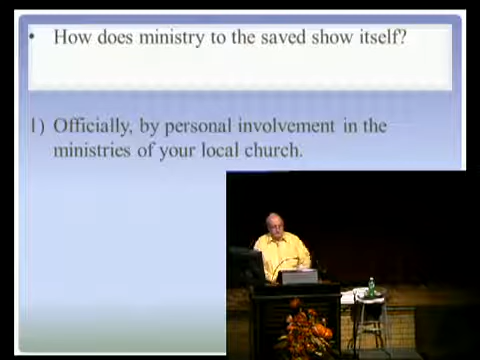 • How does ministry to the saved show itself?
1) Officially, by personal involvement in the
ministries of your local church.